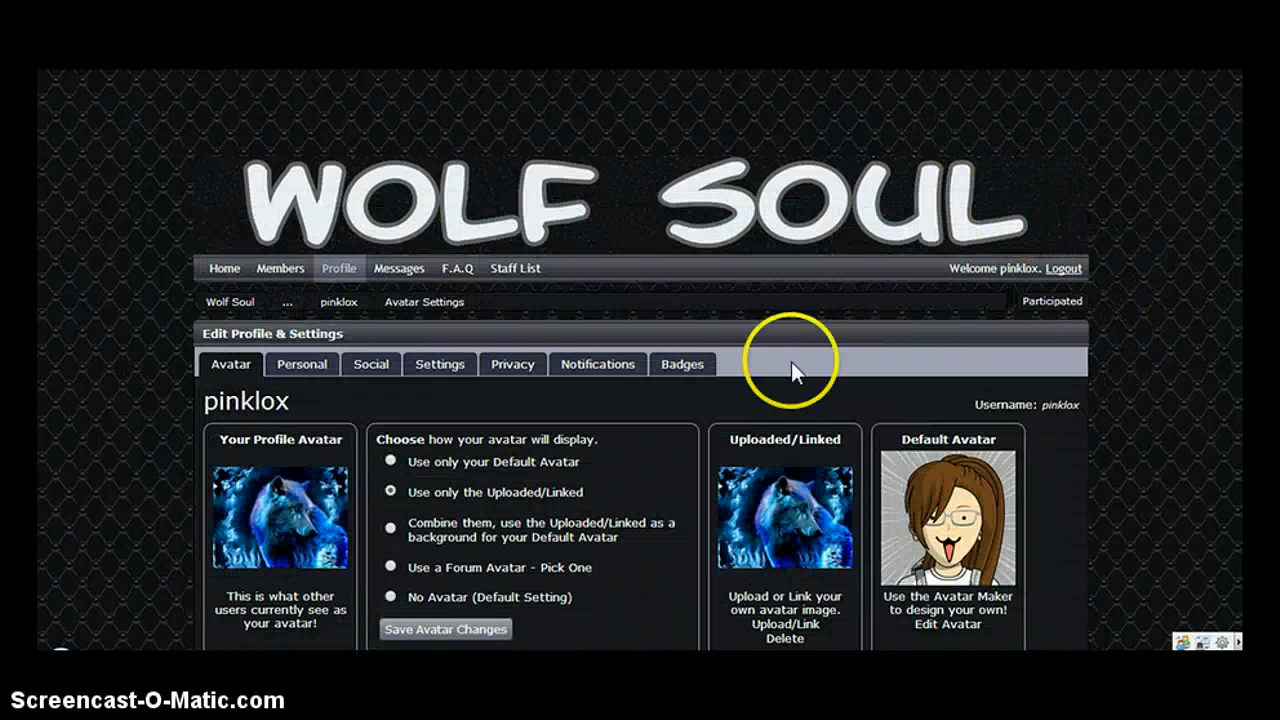 WOLF SOUL
Home Members Profile Messages F.A.Q Staff List Welcome pinklox. Logout
Wolf Soul ... pinklox Avatar Settings Participated
Edit Profile & Settings
Avatar Personal Social Settings Privacy Notifications Badges
pinklox Username: pinklox
Your Profile Avatar
This is what other
users currently see as
your avatar!
Choose how your avatar will display.
Use only your Default Avatar
Use only the Uploaded/Linked
Combine them, use the Uploaded/Linked as a
background for your Default Avatar
Use a Forum Avatar - Pick One
No Avatar (Default Setting)
Save Avatar Changes
Uploaded/Linked
Upload or Link your
own avatar image.
Upload/Link
Delete
Default Avatar
Use the Avatar Maker
to design your own!
Edit Avatar
Screencast-O-Matic.com